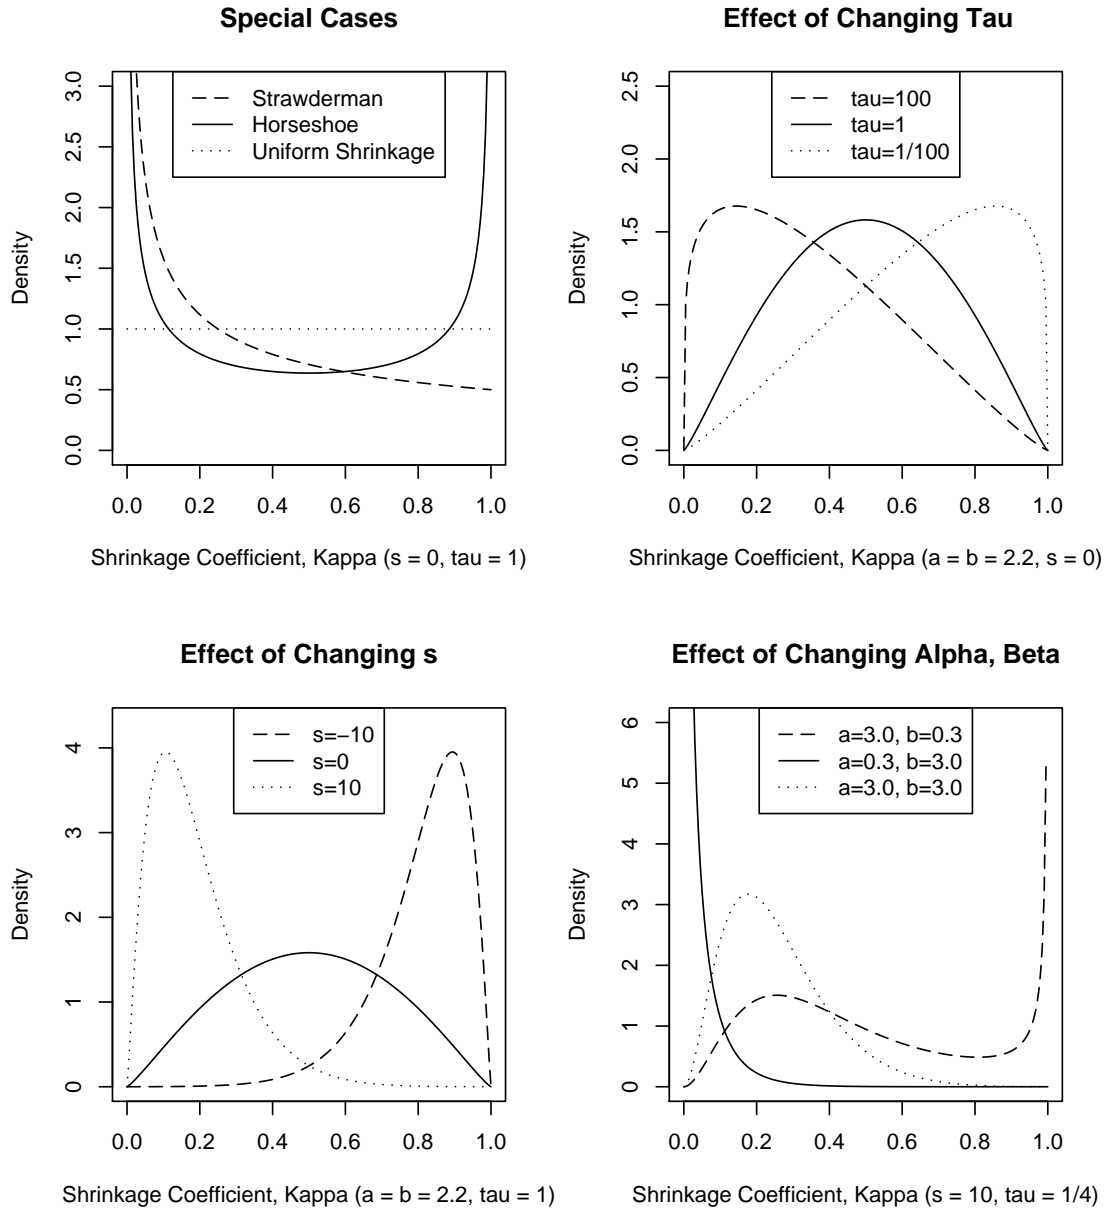 Special Cases
Strawderman
Horseshoe
Uniform Shrinkage
Density
0.0 0.5 1.0 1.5 2.0 2.5 3.0
0.0 0.2 0.4 0.6 0.8 1.0
Shrinkage Coefficient, Kappa (s = 0, tau = 1)
Effect of Changing Tau
tau=100
tau=1
tau=1/100
Density
0.0 0.5 1.0 1.5 2.0 2.5
0.0 0.2 0.4 0.6 0.8 1.0
Shrinkage Coefficient, Kappa (a = b = 2.2, s = 0)
Effect of Changing s
s=−10
s=0
s=10
Density
0 1 2 3 4
0.0 0.2 0.4 0.6 0.8 1.0
Shrinkage Coefficient, Kappa (a = b = 2.2, tau = 1)
Effect of Changing Alpha, Beta
a=3.0, b=0.3
a=0.3, b=3.0
a=3.0, b=3.0
Density
0 1 2 3 4 5 6
0.0 0.2 0.4 0.6 0.8 1.0
Shrinkage Coefficient, Kappa (s = 10, tau = 1/4)